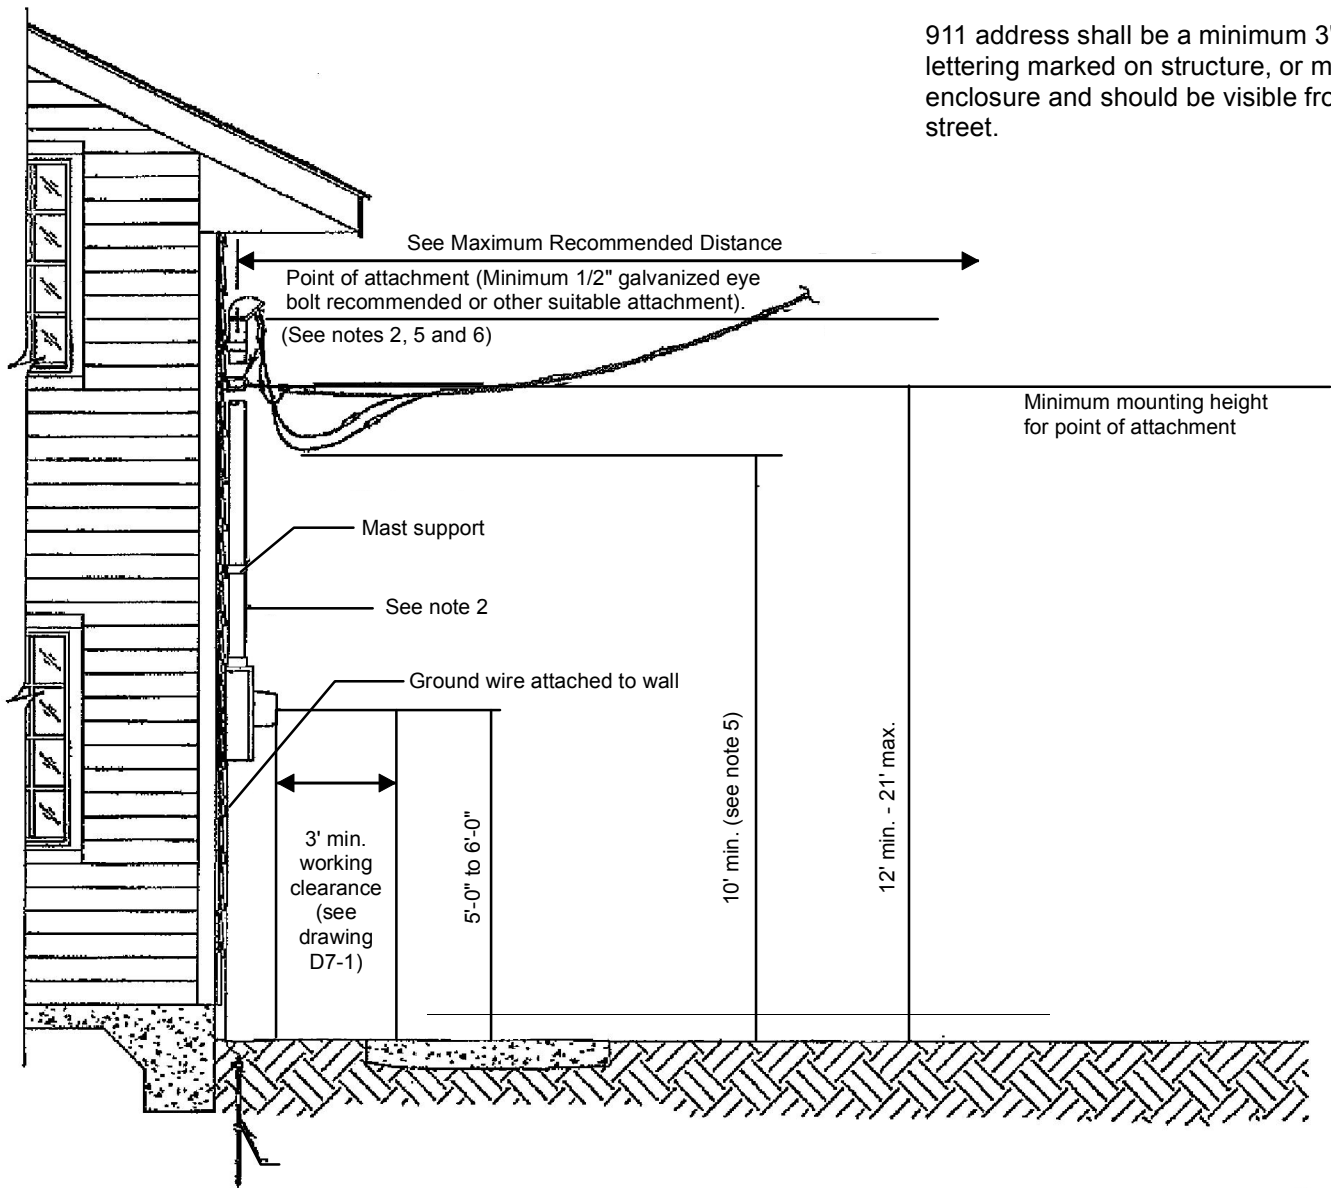 911 address shall be a minimum 3"
lettering marked on structure, or m
enclosure and should be visible fro
street.
See Maximum Recommended Distance
Point of attachment (Minimum 1/2" galvanized eye
bolt recommended or other suitable attachment).
(See notes 2, 5 and 6)
Minimum mounting height
for point of attachment
Mast support
See note 2
Ground wire attached to wall
3' min.
working
clearance
(see
drawing
D7-1)
5'-0" to 6'-0"
10' min. (see note 5)
12' min. - 21' max.